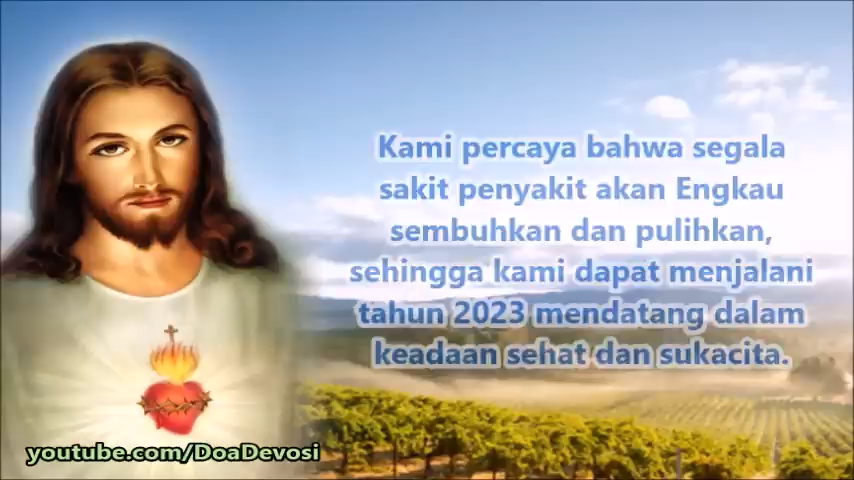 Kami percaya bahwa segala
sakit penyakit akan Engkau
sembuhkan dan pulihkan,
sehingga kami dapat menjalani
tahun 2023 mendatang dalam
keadaan sehat dan sukacita.
youtube.com/DoaDevosi